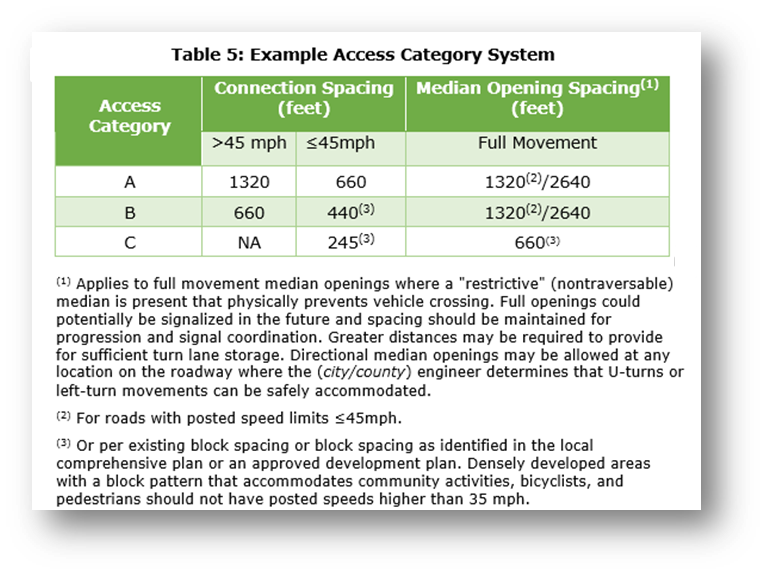 Table 5: Example Access Category System
Access Category
Connection Spacing (feet)
Median Opening Spacing(1) (feet)
>45 mph ≤45mph Full Movement
A 1320 660 1320(2)/2640
B 660 440(3) 1320(2)/2640
C NA 245(3) 660(3)
(1) Applies to full movement median openings where a "restrictive" (nontraversable)
median is present that physically prevents vehicle crossing. Full openings could
potentially be signalized in the future and spacing should be maintained for
progression and signal coordination. Greater distances may be required to provide
for sufficient turn lane storage. Directional median openings may be allowed at any
location on the roadway where the (city/county) engineer determines that U-turns or
left-turn movements can be safely accommodated.
(2) For roads with posted speed limits ≤45mph.
(3) Or per existing block spacing or block spacing as identified in the local
comprehensive plan or an approved development plan. Densely developed areas
with a block pattern that accommodates community activities, bicyclists, and
pedestrians should not have posted speeds higher than 35 mph.